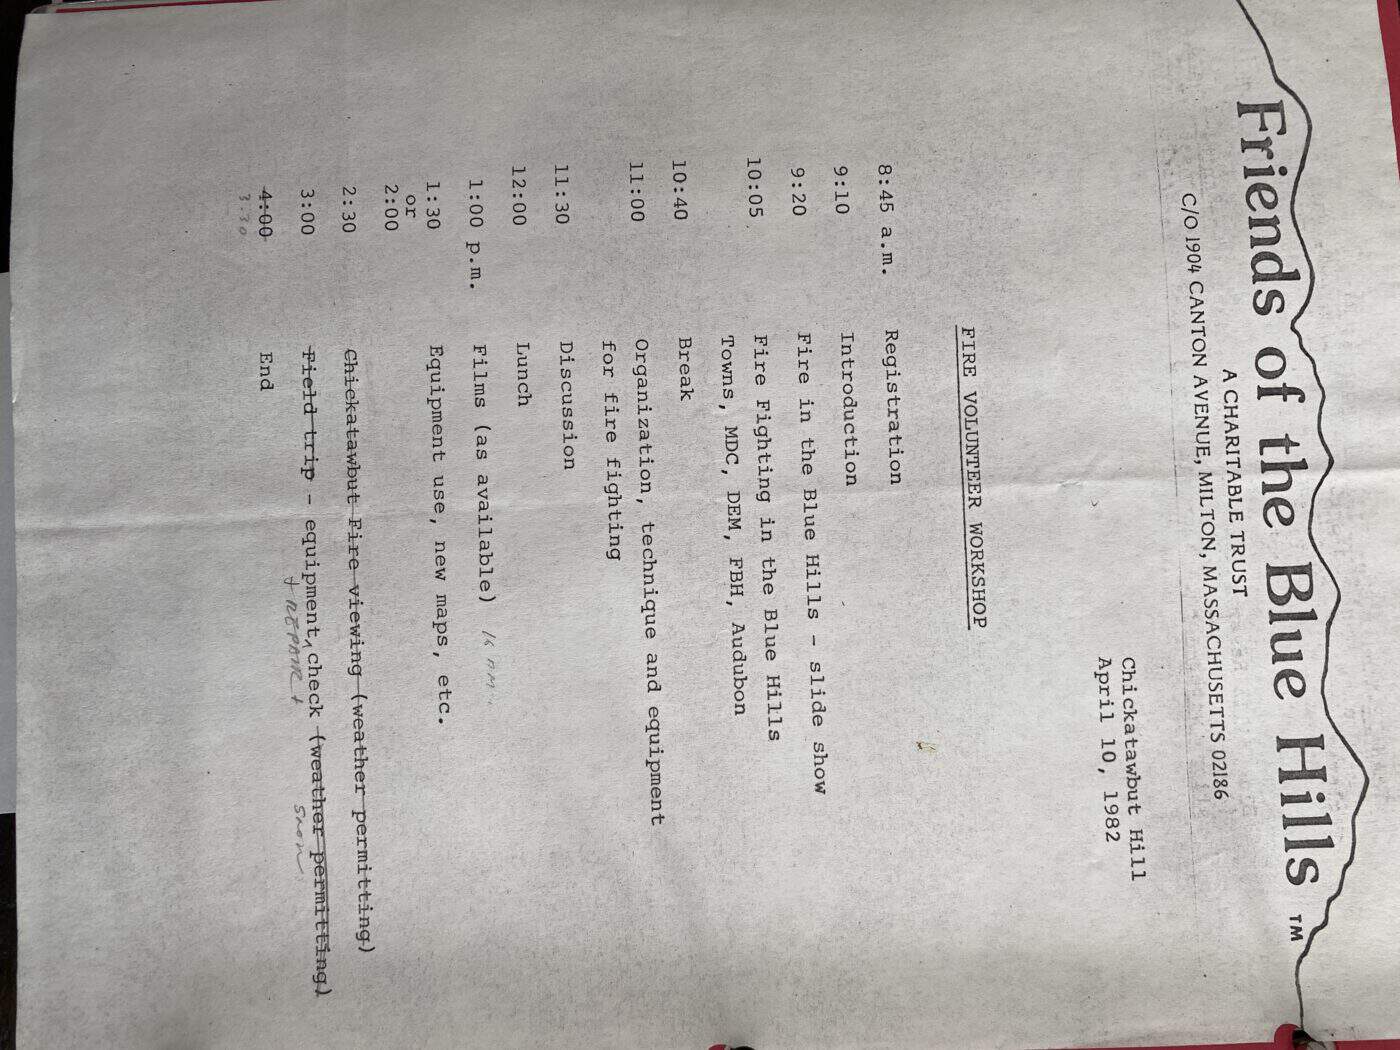 Friends of the Blue Hills ™
A CHARITABLE TRUST
C/O 1904 CANTON AVENUE, MILTON, MASSACHUSETTS 02186
Chickatawbut Hill
April 10, 1982
FIRE VOLUNTEER WORKSHOP
8:45 a.m. Registration
9:10 Introduction
9:20 Fire in the Blue Hills - slide show
10:05 Fire Fighting in the Blue Hills
Towns, MDC, DEM, FBH, Audubon
10:40 Break
11:00 Organization, technique and equipment
for fire fighting
11:30 Discussion
12:00 Lunch
1:00 p.m. Films (as available) 16 mm.
1:30 Equipment use, new maps, etc.
or
2:00
2:30 Chickatawbut Fire viewing (weather permitting)
3:00 Field trip - equipment check (weather permitting)
+ REPAIR + snow
4:00 End
3:30